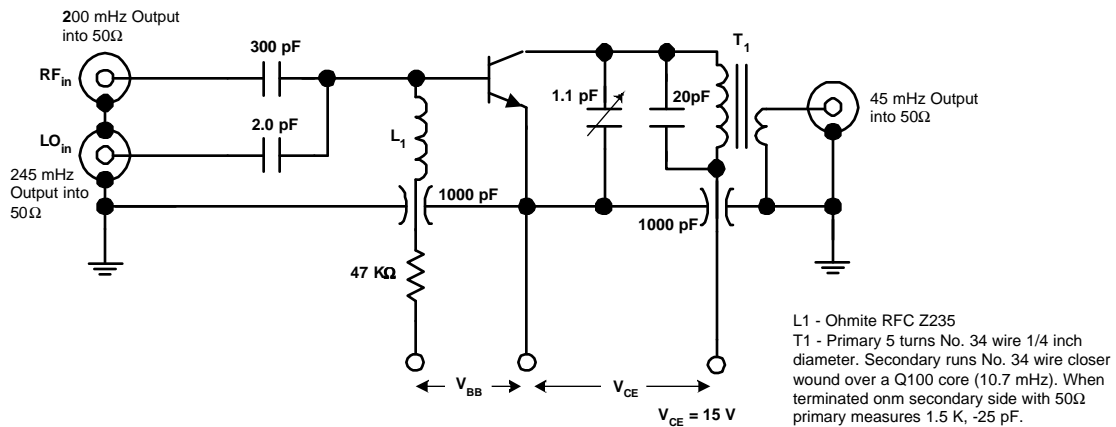 200 mHz Output
into 50Ω
RFin
300 pF
LOin
2.0 pF
245 mHz
Output into
50Ω
L1
1000 pF
47 KΩ
1.1 pF
20pF
T1
45 mHz Output
into 50Ω
1000 pF
VBB
VCE
VCE = 15 V
L1 - Ohmite RFC Z235
T1 - Primary 5 turns No. 34 wire 1/4 inch
diameter. Secondary runs No. 34 wire closer
wound over a Q100 core (10.7 mHz). When
terminated onm secondary side with 50Ω
primary measures 1.5 K, -25 pF.